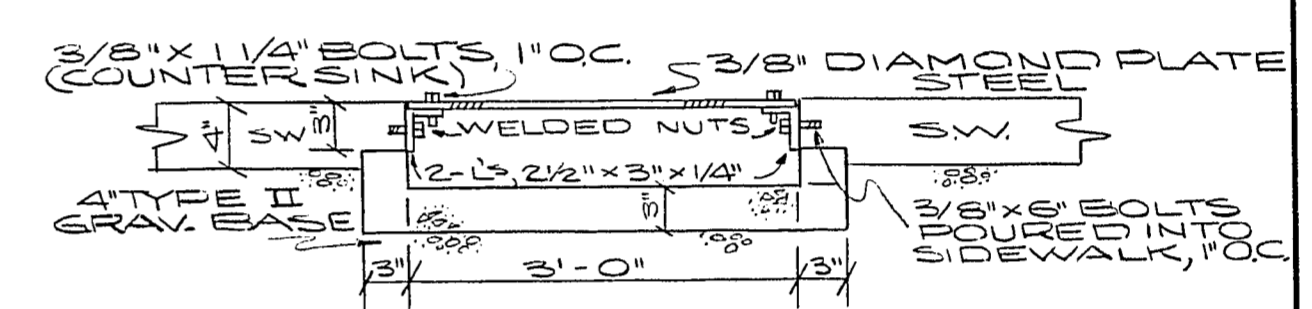 3/8" X 1 1/4" BOLTS, 1" O.C.
(COUNTER SINK)
3/8" DIAMOND PLATE
STEEL
4"
SW
3"
WELDED NUTS
S.W.
2-L'S, 2 1/2" X 3" X 1/4"
4" TYPE II
GRAV. BASE
3"
3/8" X 6" BOLTS
POURED INTO
SIDEWALK, 1" O.C.
3"
3'-0"
3"